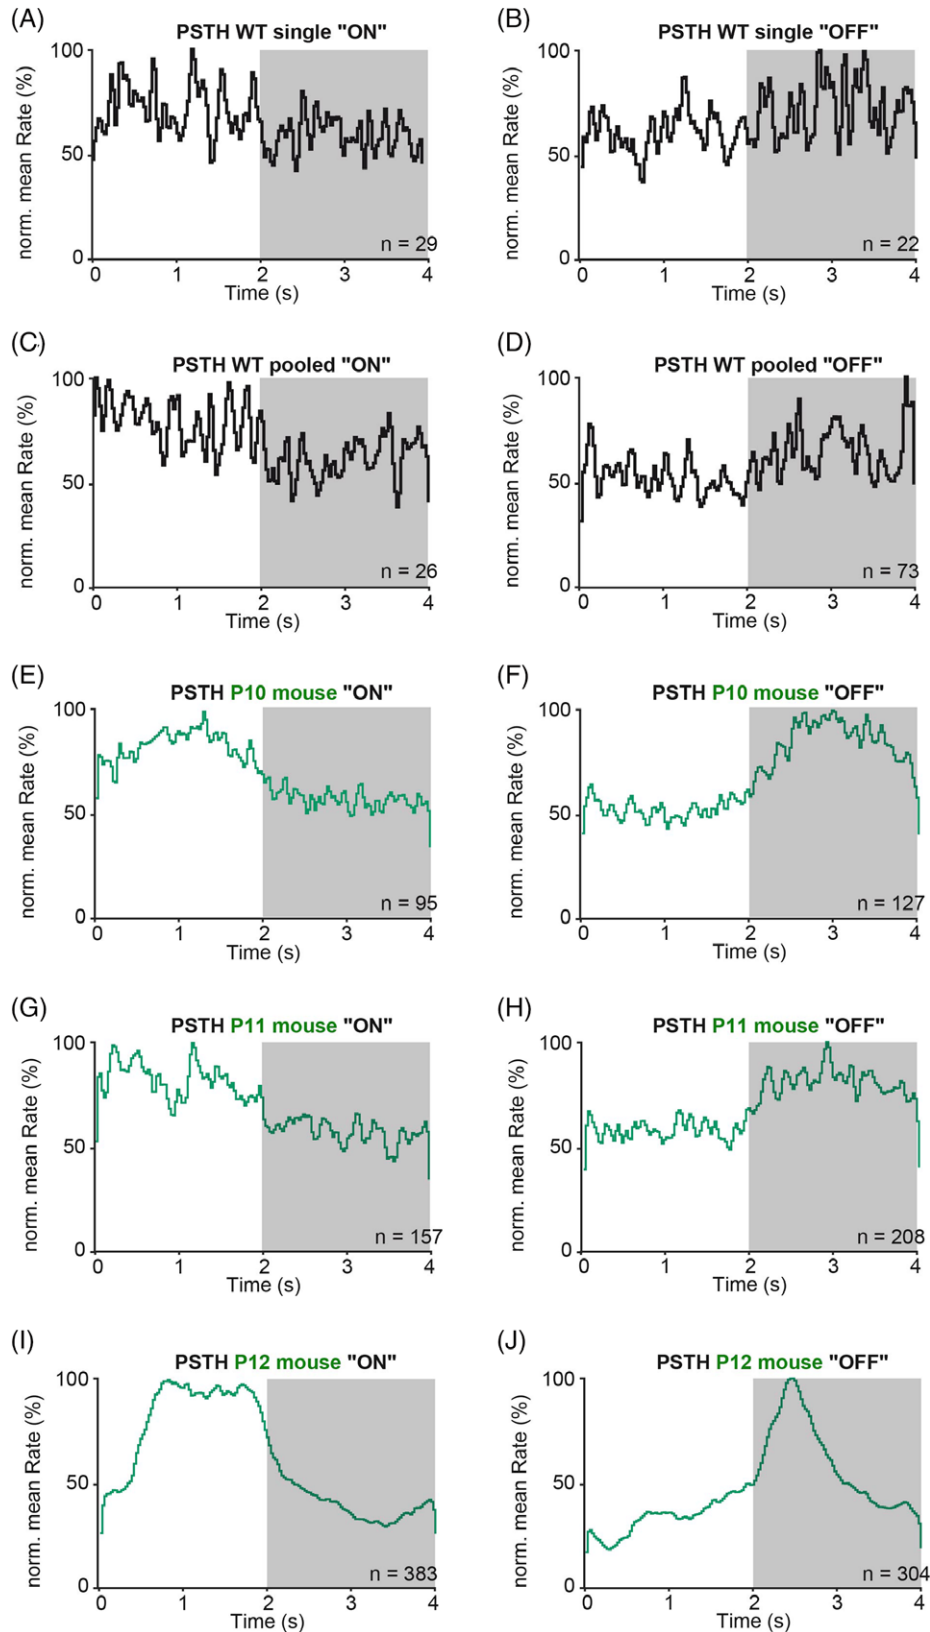 (A)
PSTH WT single "ON"
norm. mean Rate (%)
100
50
0
n = 29
0 1 2 3 4
Time (s)
(B)
PSTH WT single "OFF"
norm. mean Rate (%)
100
50
0
n = 22
0 1 2 3 4
Time (s)
(C)
PSTH WT pooled "ON"
norm. mean Rate (%)
100
50
0
n = 26
0 1 2 3 4
Time (s)
(D)
PSTH WT pooled "OFF"
norm. mean Rate (%)
100
50
0
n = 73
0 1 2 3 4
Time (s)
(E)
PSTH P10 mouse "ON"
norm. mean Rate (%)
100
50
0
n = 95
0 1 2 3 4
Time (s)
(F)
PSTH P10 mouse "OFF"
norm. mean Rate (%)
100
50
0
n = 127
0 1 2 3 4
Time (s)
(G)
PSTH P11 mouse "ON"
norm. mean Rate (%)
100
50
0
n = 157
0 1 2 3 4
Time (s)
(H)
PSTH P11 mouse "OFF"
norm. mean Rate (%)
100
50
0
n = 208
0 1 2 3 4
Time (s)
(I)
PSTH P12 mouse "ON"
norm. mean Rate (%)
100
50
0
n = 383
0 1 2 3 4
Time (s)
(J)
PSTH P12 mouse "OFF"
norm. mean Rate (%)
100
50
0
n = 304
0 1 2 3 4
Time (s)